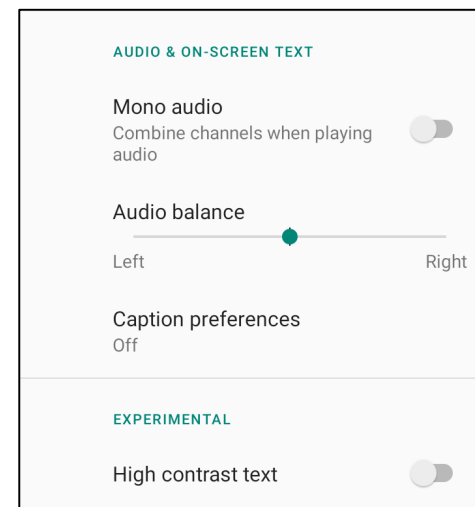 AUDIO & ON-SCREEN TEXT
Mono audio
Combine channels when playing
audio
Audio balance
Left Right
Caption preferences
Off
EXPERIMENTAL
High contrast text